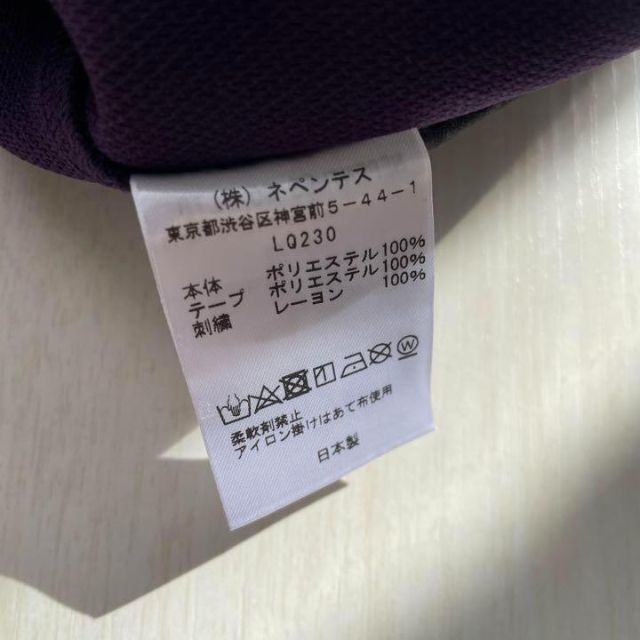 (株) ネペンテス
東京都渋谷区神宮前5-44-1
LQ230
本体 ポリエステル100%
テープ ポリエステル100%
刺繍 レーヨン 100%
柔軟剤禁止
アイロン掛けはあて布使用
日本製